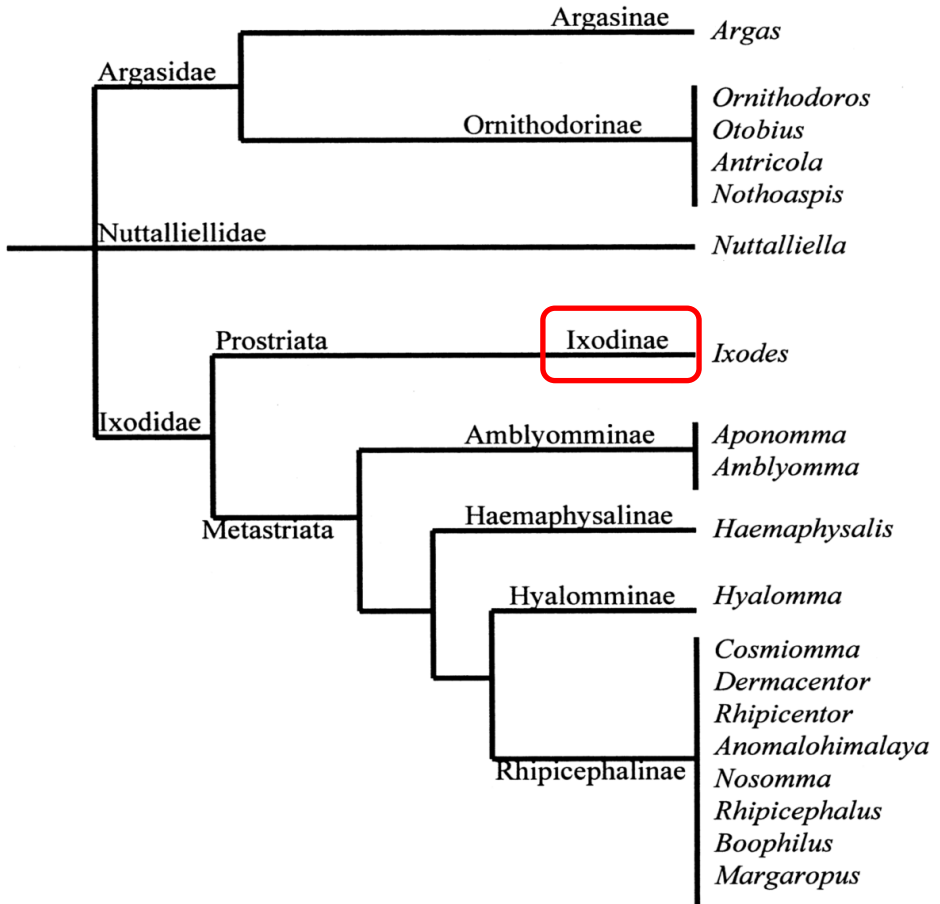 Argasinae
Argas
Argasidae
Ornithodorinae
Ornithodoros
Otobius
Antricola
Nothoaspis
Nuttalliellidae
Nuttalliella
Prostriata
Ixodinae
Ixodes
Ixodidae
Amblyomminae
Aponomma
Amblyomma
Metastriata
Haemaphysalinae
Haemaphysalis
Hyalomminae
Hyalomma
Rhipicephalinae
Cosmiomma
Dermacentor
Rhipicentor
Anomalohimalaya
Nosomma
Rhipicephalus
Boophilus
Margaropus